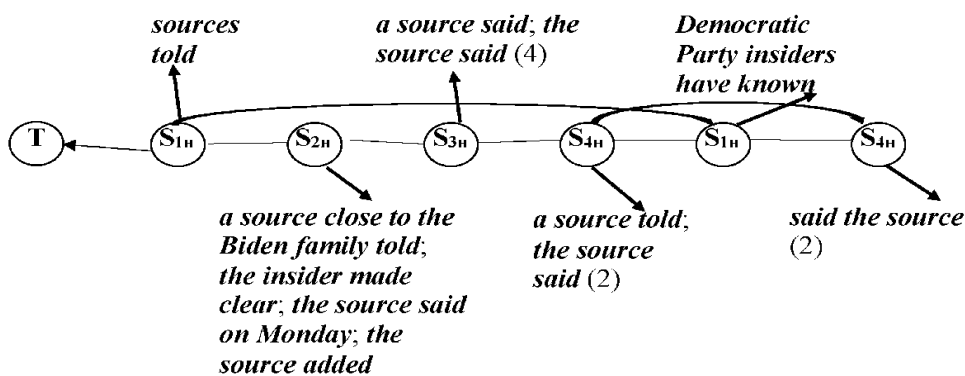 sources
told
a source said; the
source said (4)
Democratic
Party insiders
have known
T
S1H
S2H
S3H
S4H
S1H
S4H
a source close to the
Biden family told;
the insider made
clear; the source said
on Monday; the
source added
a source told;
the source
said (2)
said the source
(2)